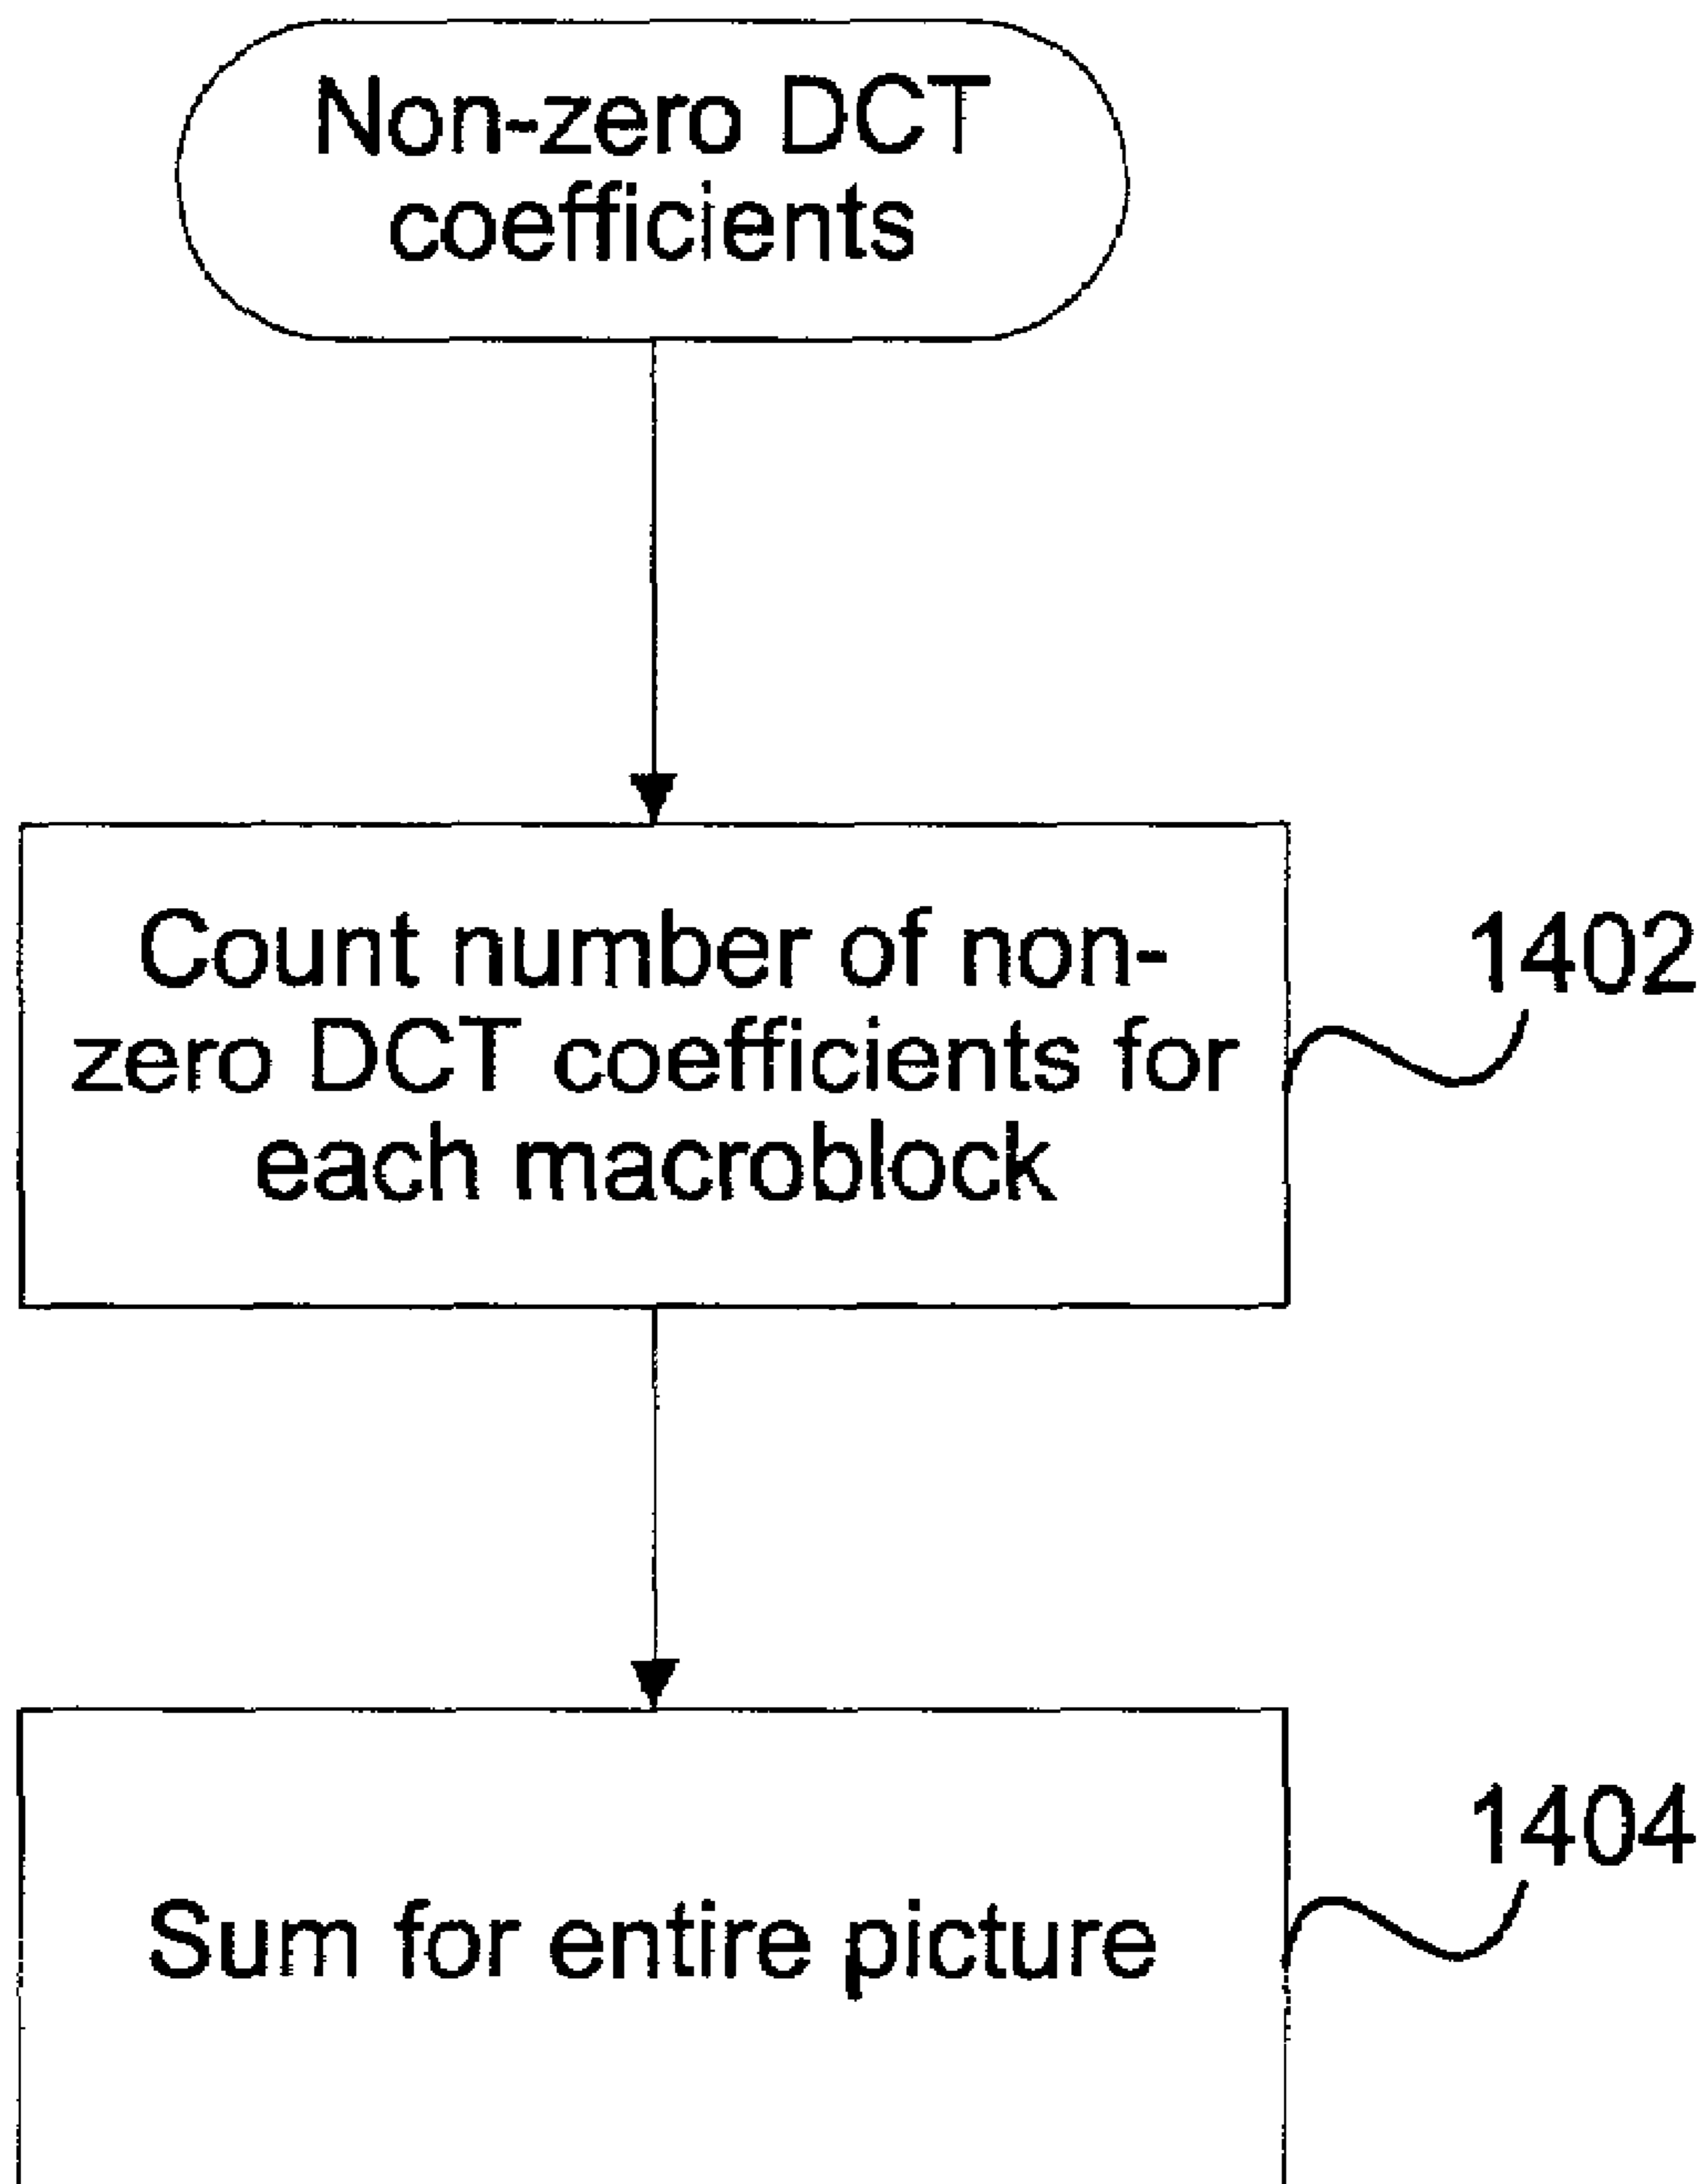 Non-zero DCT
coefficients
Count number of non-
zero DCT coefficients for
each macroblock
1402
Sum for entire picture
1404